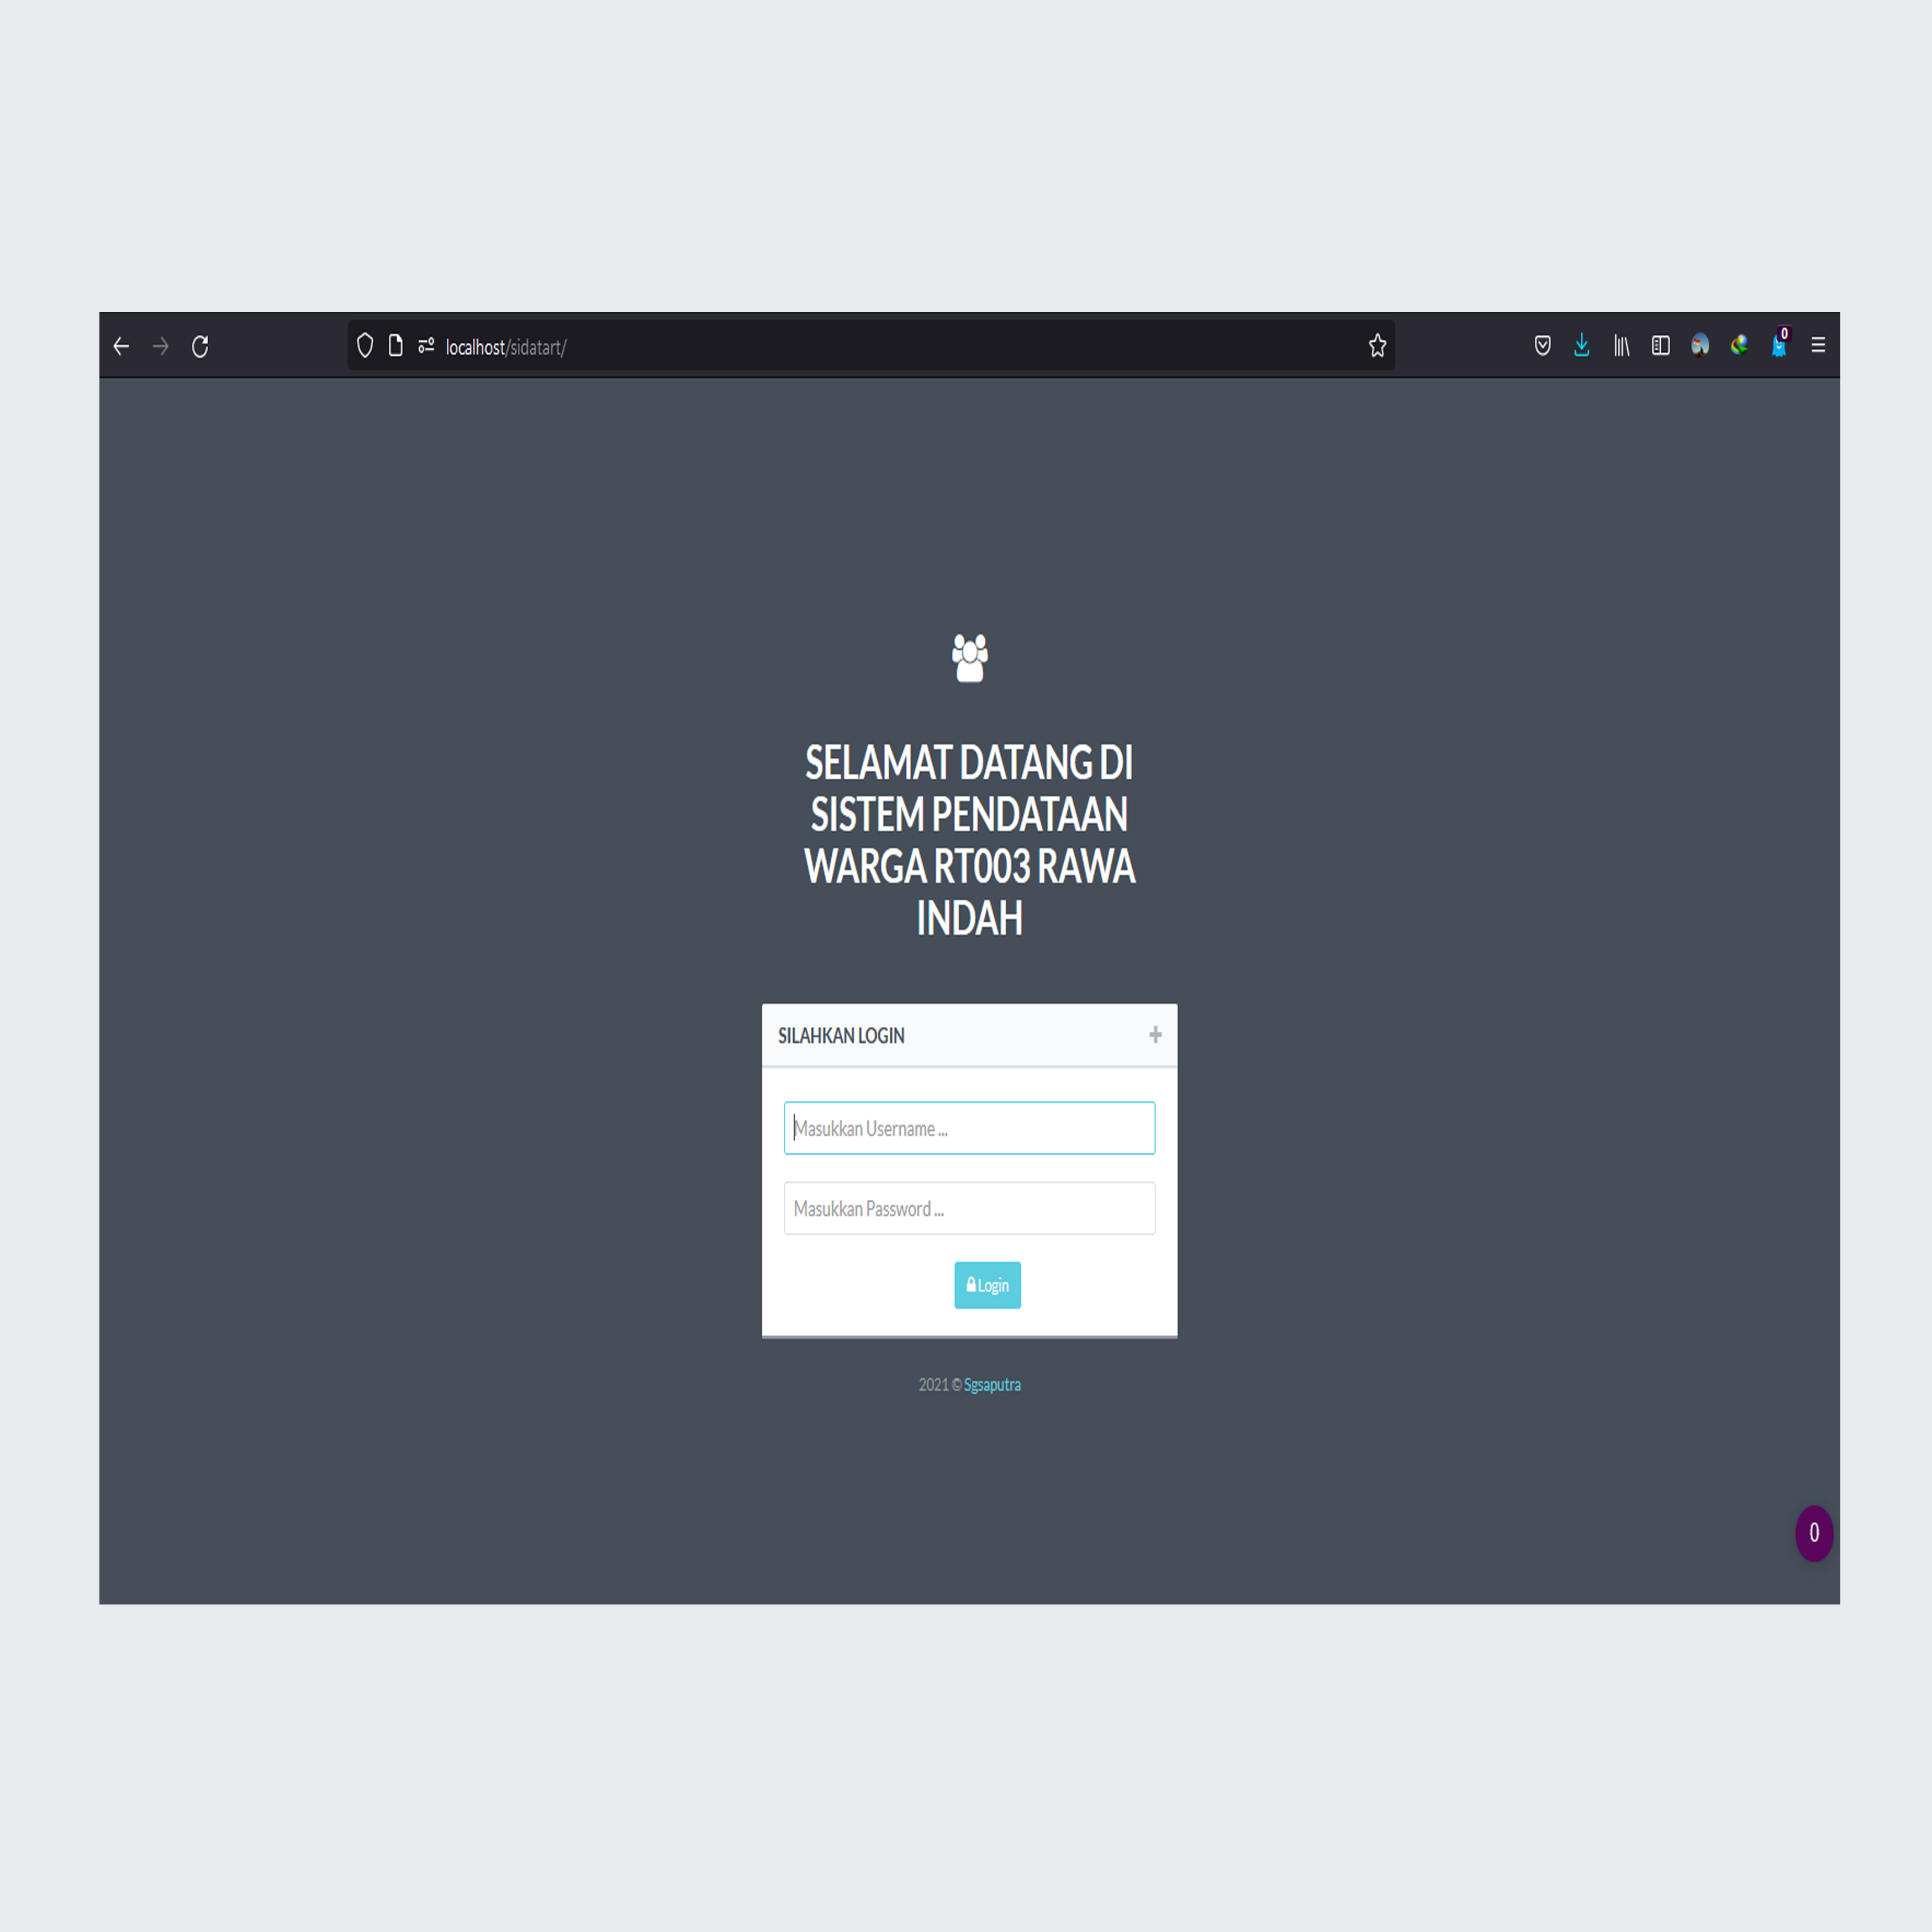 localhost/sidatart/
0
SELAMAT DATANG DI
SISTEM PENDATAAN
WARGA RT003 RAWA
INDAH
SILAHKAN LOGIN
Masukkan Username ...
Masukkan Password ...
Login
2021 © Sgsaputra
0